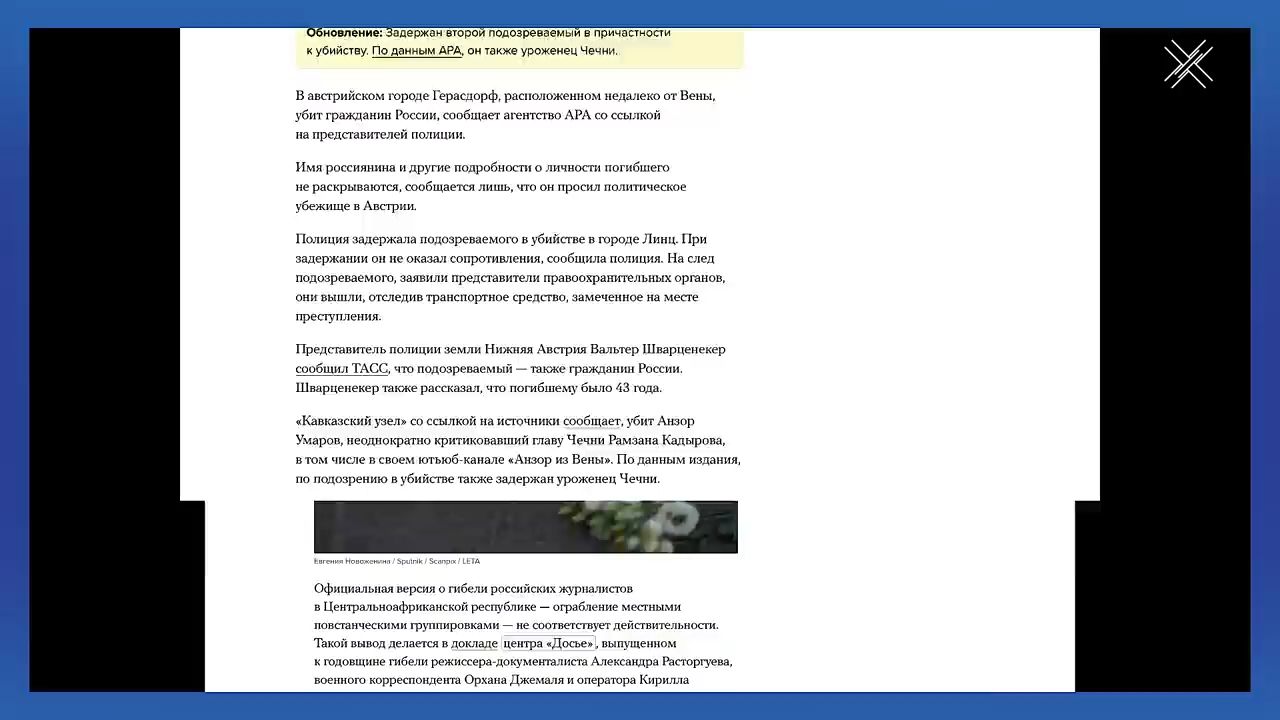 Обновление: Задержан второй подозреваемый в причастности
к убийству. По данным АРА, он также уроженец Чечни.
В австрийском городе Герасдорф, расположенном недалеко от Вены,
убит гражданин России, сообщает агентство АРА со ссылкой
на представителей полиции.
Имя россиянина и другие подробности о личности погибшего
не раскрываются, сообщается лишь, что он просил политическое
убежище в Австрии.
Полиция задержала подозреваемого в убийстве в городе Линц. При
задержании он не оказал сопротивления, сообщила полиция. На след
подозреваемого, заявили представители правоохранительных органов,
они вышли, отследив транспортное средство, замеченное на месте
преступления.
Представитель полиции земли Нижняя Австрия Вальтер Шварценекер
сообщил ТАСС, что подозреваемый — также гражданин России.
Шварценекер также рассказал, что погибшему было 43 года.
«Кавказский узел» со ссылкой на источники сообщает, убит Анзор
Умаров, неоднократно критиковавший главу Чечни Рамзана Кадырова,
в том числе в своем ютьюб-канале «Анзор из Вены». По данным издания,
по подозрению в убийстве также задержан уроженец Чечни.
Евгения Новоженина / Sputnik / Scanpix / LETA
Официальная версия о гибели российских журналистов
в Центральноафриканской республике — ограбление местными
повстанческими группировками — не соответствует действительности.
Такой вывод делается в докладе центра «Досье», выпущенном
к годовщине гибели режиссера-документалиста Александра Расторгуева,
военного корреспондента Орхана Джемаля и оператора Кирилла